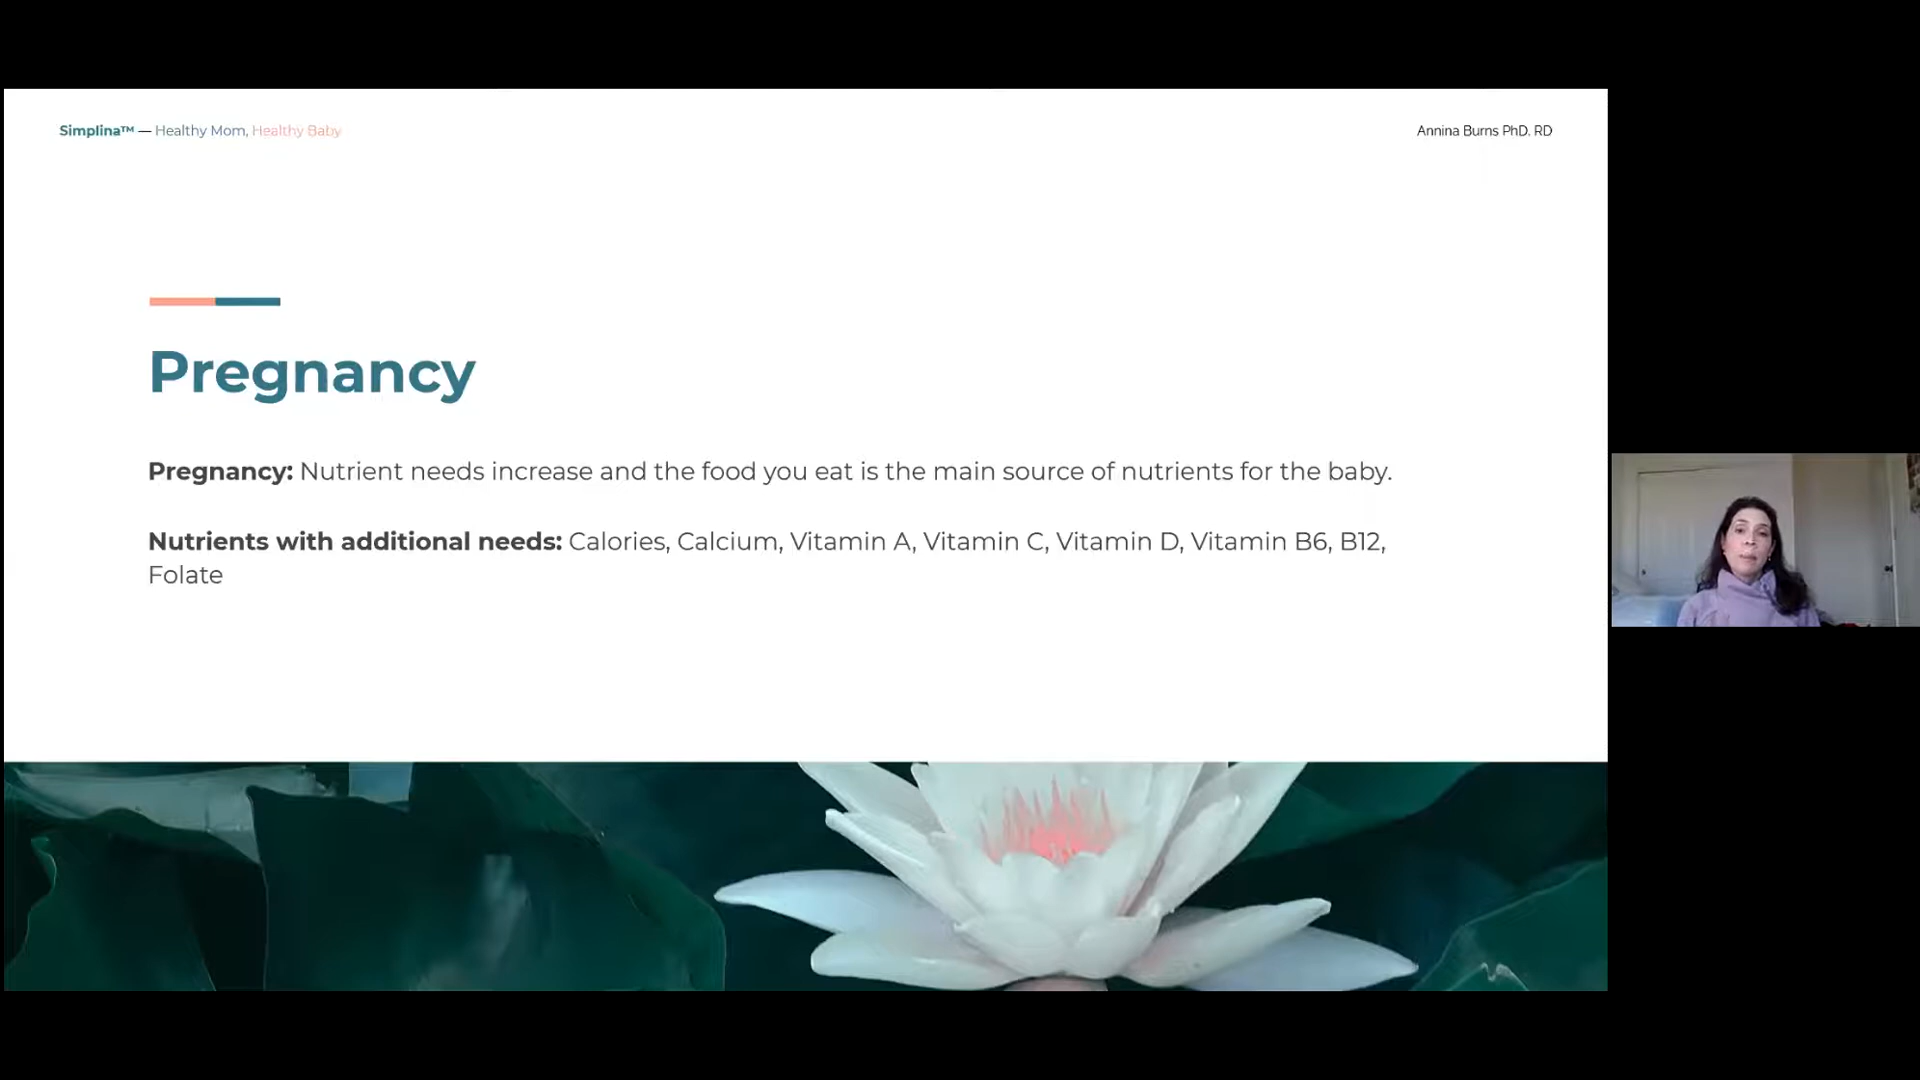 Simplina™ — Healthy Mom, Healthy Baby
Annina Burns PhD, RD
Pregnancy
Pregnancy: Nutrient needs increase and the food you eat is the main source of nutrients for the baby.
Nutrients with additional needs: Calories, Calcium, Vitamin A, Vitamin C, Vitamin D, Vitamin B6, B12,
Folate